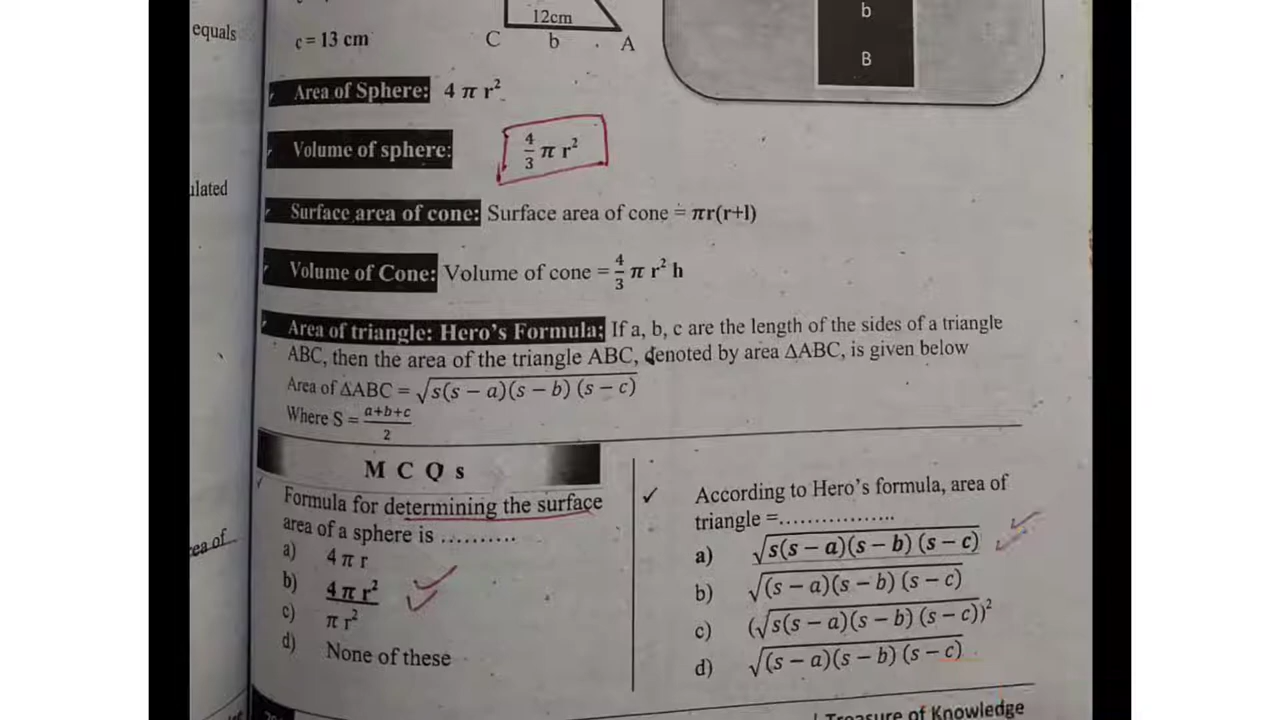 equals
c = 13 cm
12cm
C b A
b
B
Area of Sphere: 4 π r²
Volume of sphere: 4/3 π r²
ulated
Surface area of cone: Surface area of cone = πr(r+l)
Volume of Cone: Volume of cone = 4/3 π r² h
Area of triangle: Hero's Formula: If a, b, c are the length of the sides of a triangle
ABC, then the area of the triangle ABC, denoted by area ΔABC, is given below
Area of ΔABC = √s(s − a)(s − b) (s − c)
Where S = a+b+c/2
M C Q s
Formula for determining the surface
area of a sphere is ..........
a) 4 π r
b) 4 π r²
c) π r²
d) None of these
ea of
✓ According to Hero's formula, area of
triangle =.................
a) √s(s − a)(s − b) (s − c)
b) √(s − a)(s − b) (s − c)
c) (√s(s − a)(s − b) (s − c))²
d) √(s − a)(s − b) (s − c)
Treasure of Knowledge